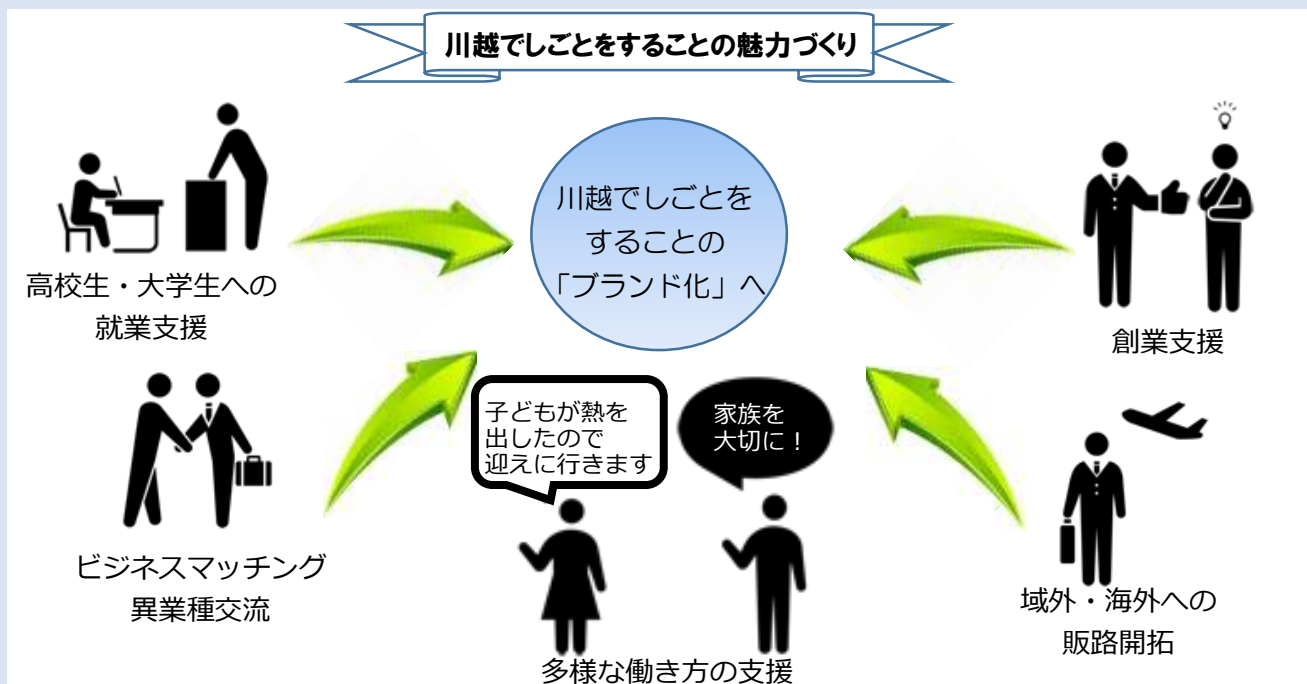 川越でしごとをすることの魅力づくり
川越でしごとを
することの
「ブランド化」へ
高校生・大学生への
就業支援
創業支援
子どもが熱を
出したので
迎えに行きます
家族を
大切に！
ビジネスマッチング
異業種交流
域外・海外への
販路開拓
多様な働き方の支援